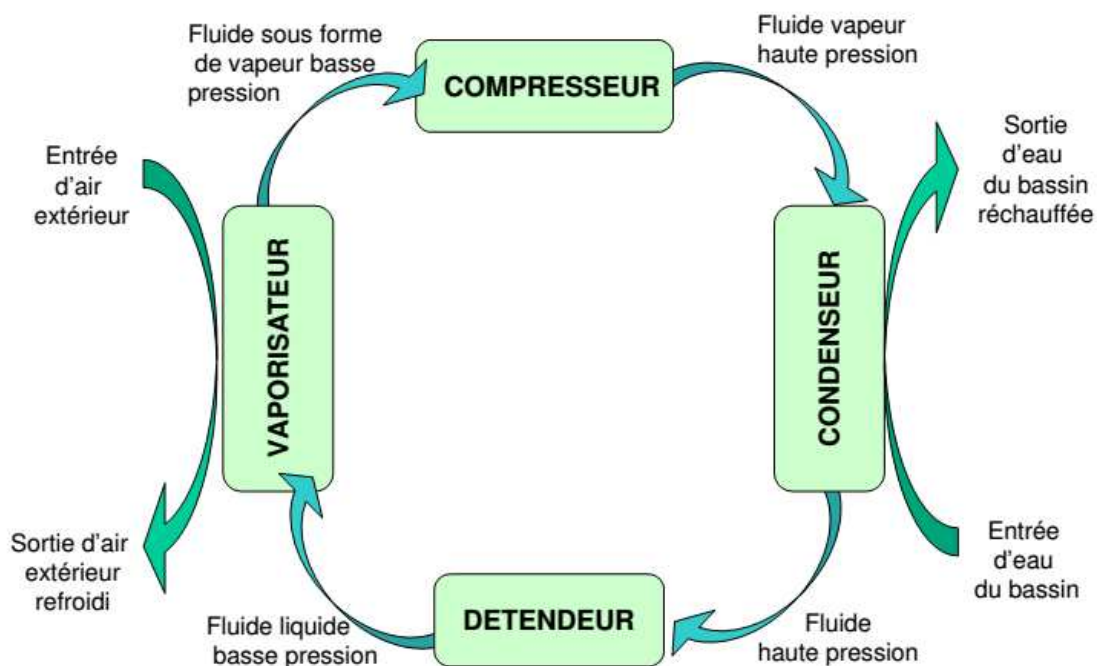 Fluide sous forme
de vapeur basse
pression
COMPRESSEUR
Fluide vapeur
haute pression
Entrée
d'air
extérieur
Sortie
d'eau
du bassin
réchauffée
VAPORISATEUR
CONDENSEUR
Sortie d'air
extérieur
refroidi
Entrée
d'eau
du bassin
Fluide liquide
basse pression
DETENDEUR
Fluide
haute pression